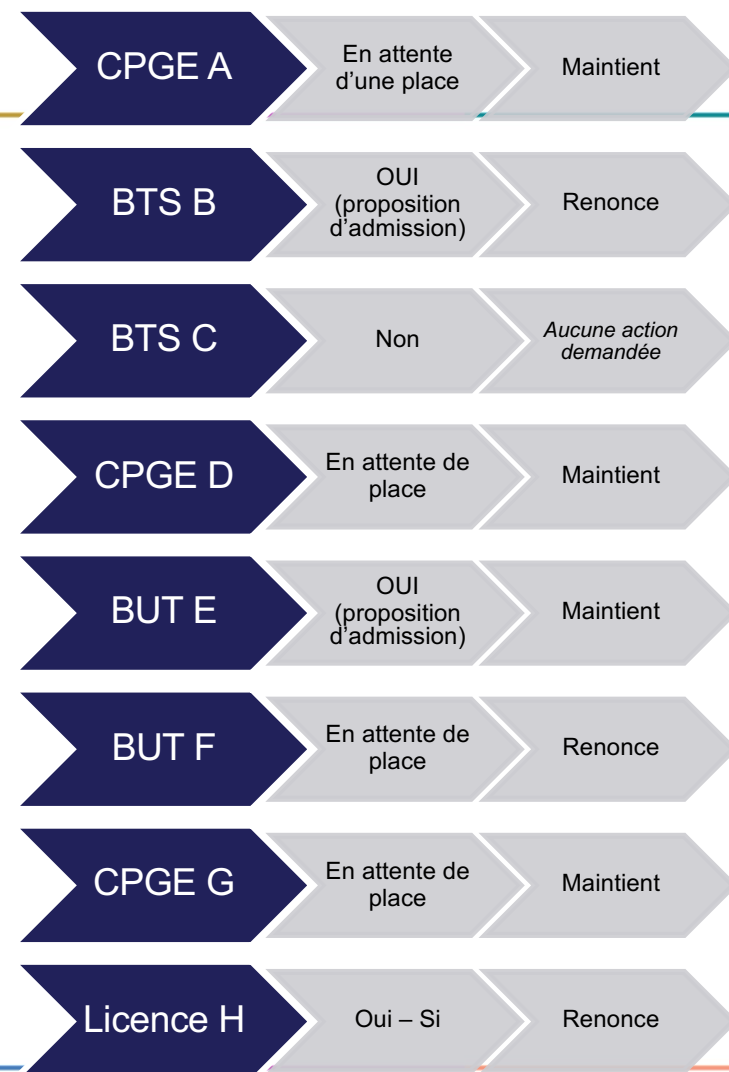 CPGE A
En attente
d’une place
Maintient
BTS B
OUI
(proposition
d’admission)
Renonce
BTS C
Non
Aucune action
demandée
CPGE D
En attente de
place
Maintient
BUT E
OUI
(proposition
d’admission)
Maintient
BUT F
En attente de
place
Renonce
CPGE G
En attente de
place
Maintient
Licence H
Oui – Si
Renonce